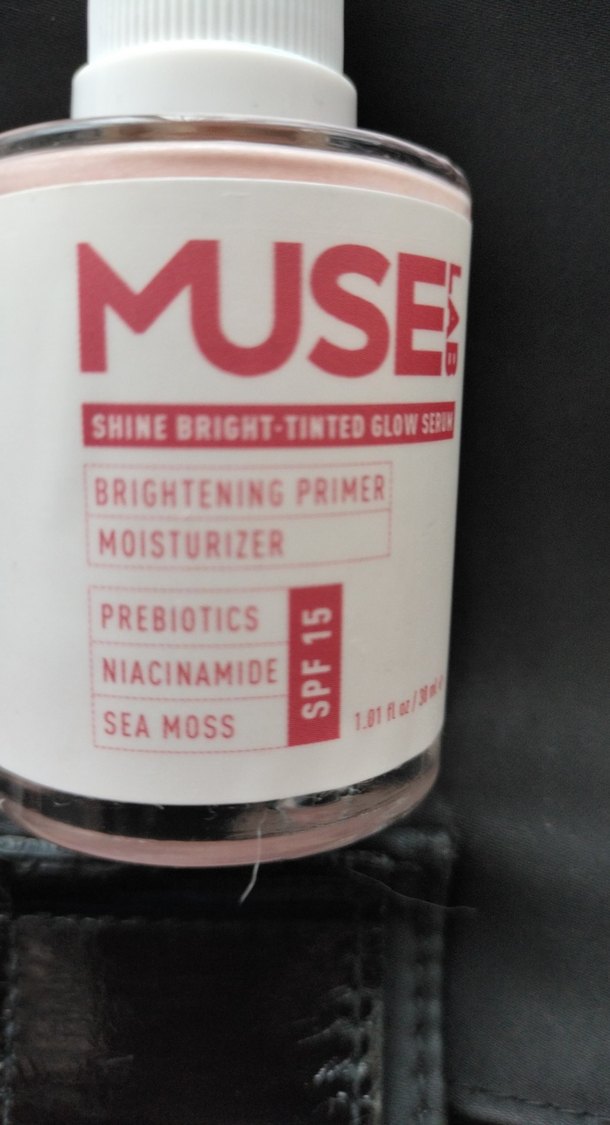 MUSE LAB
SHINE BRIGHT-TINTED GLOW SERUM
BRIGHTENING PRIMER
MOISTURIZER
PREBIOTICS
NIACINAMIDE
SEA MOSS
SPF 15
1.01 fl oz / 30 ml